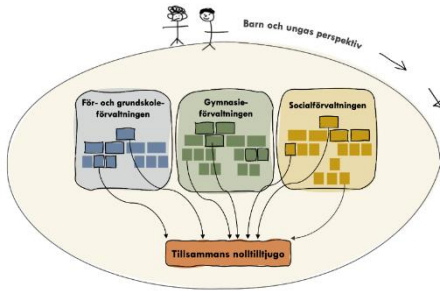 Barn och ungas perspektiv
För- och grundskole-
förvaltningen
Gymnasie-
förvaltningen
Socialförvaltningen
Tillsammans nolltilltjugo